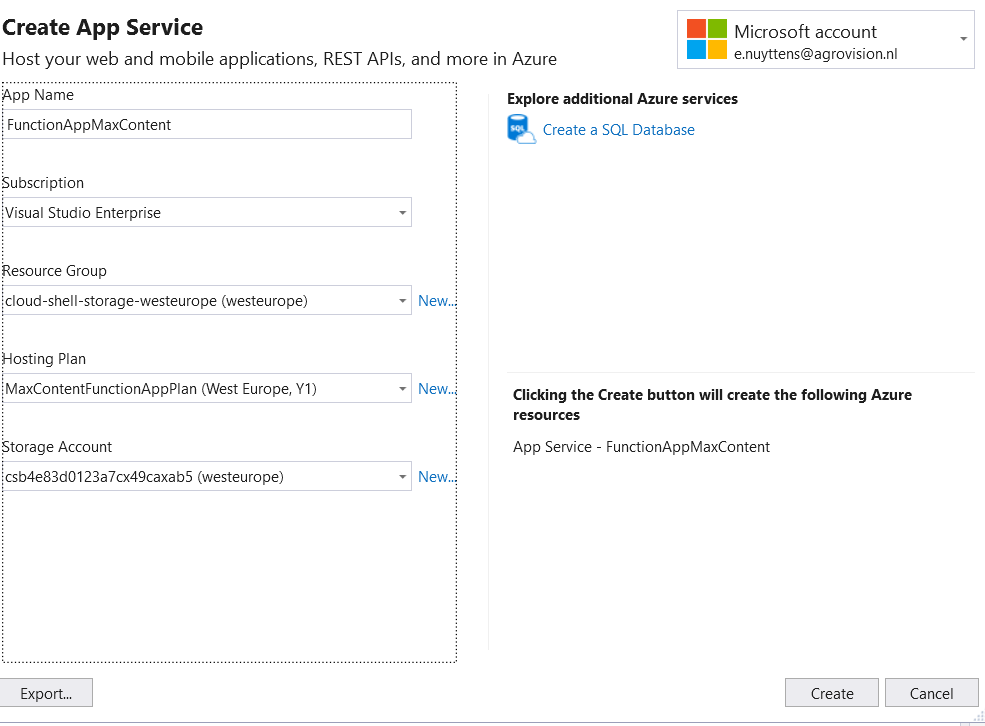 Create App Service
Host your web and mobile applications, REST APIs, and more in Azure
Microsoft account
e.nuyttens@agrovision.nl
App Name
FunctionAppMaxContent
Subscription
Visual Studio Enterprise
Resource Group
cloud-shell-storage-westeurope (westeurope)
New...
Hosting Plan
MaxContentFunctionAppPlan (West Europe, Y1)
New...
Storage Account
csb4e83d0123a7cx49caxab5 (westeurope)
New...
Explore additional Azure services
SQL
Create a SQL Database
Clicking the Create button will create the following Azure
resources
App Service - FunctionAppMaxContent
Export...
Create
Cancel